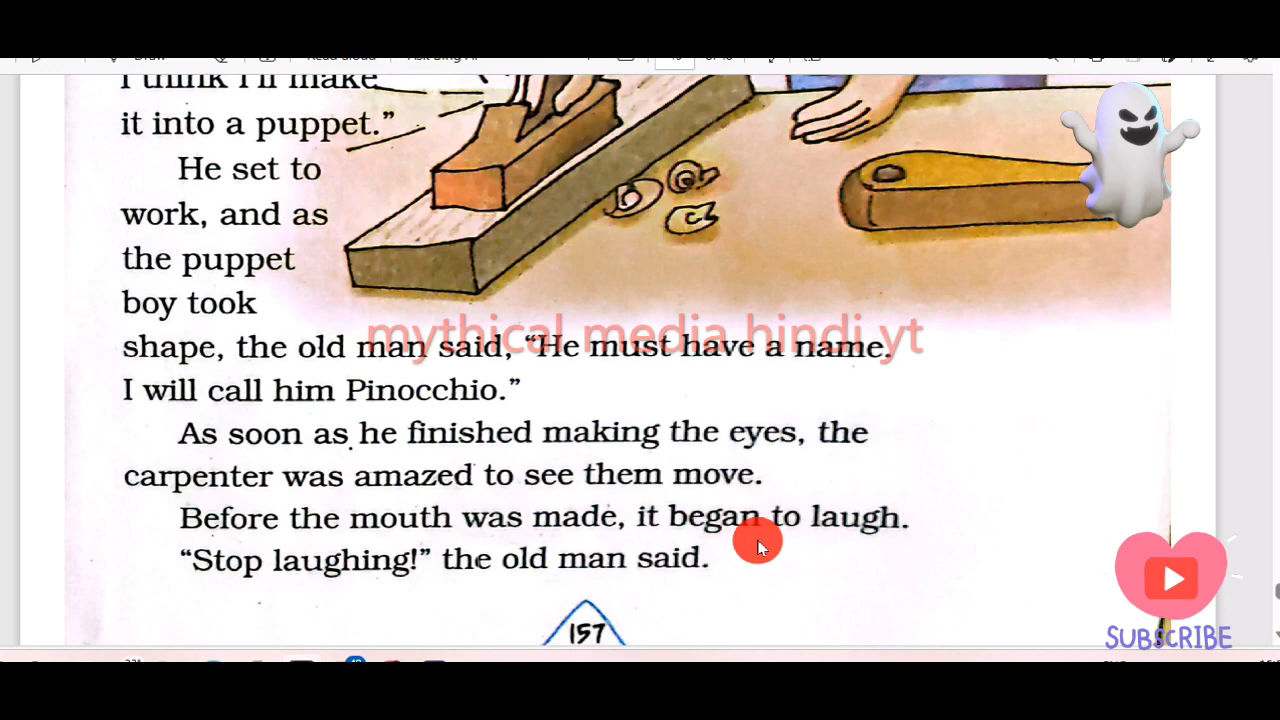 I think I'll make
it into a puppet.”
He set to
work, and as
the puppet
boy took
shape, the old man said, “He must have a name.
I will call him Pinocchio.”
As soon as he finished making the eyes, the
carpenter was amazed to see them move.
Before the mouth was made, it began to laugh.
“Stop laughing!” the old man said.
157
mythical media hindi yt
SUBSCRIBE